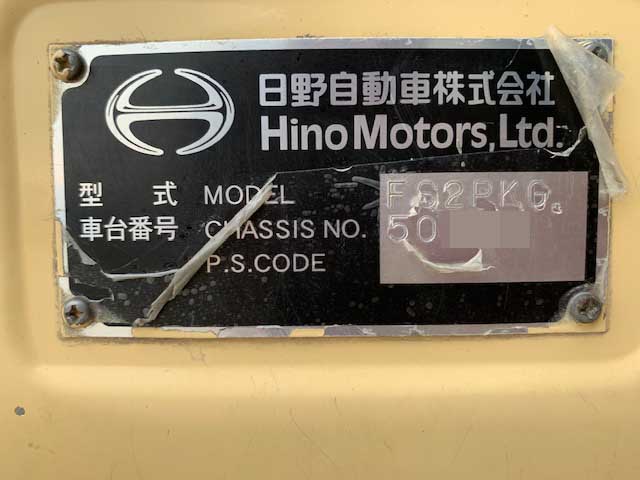 日野自動車株式会社
Hino Motors, Ltd.
型 式 MODEL FS2PKG.
車台番号 CHASSIS NO. 50
P.S.CODE